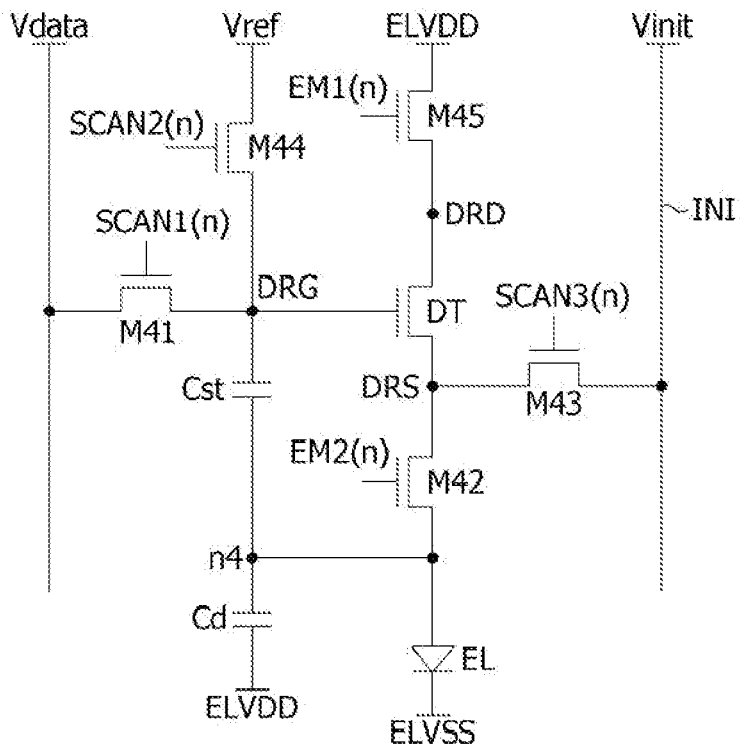 Vdata Vref ELVDD Vinit
EM1(n)
M45
SCAN2(n)
M44
DRD
INI
SCAN1(n)
DRG
SCAN3(n)
M41
DT
Cst
DRS
M43
EM2(n)
M42
n4
Cd
EL
ELVDD
ELVSS